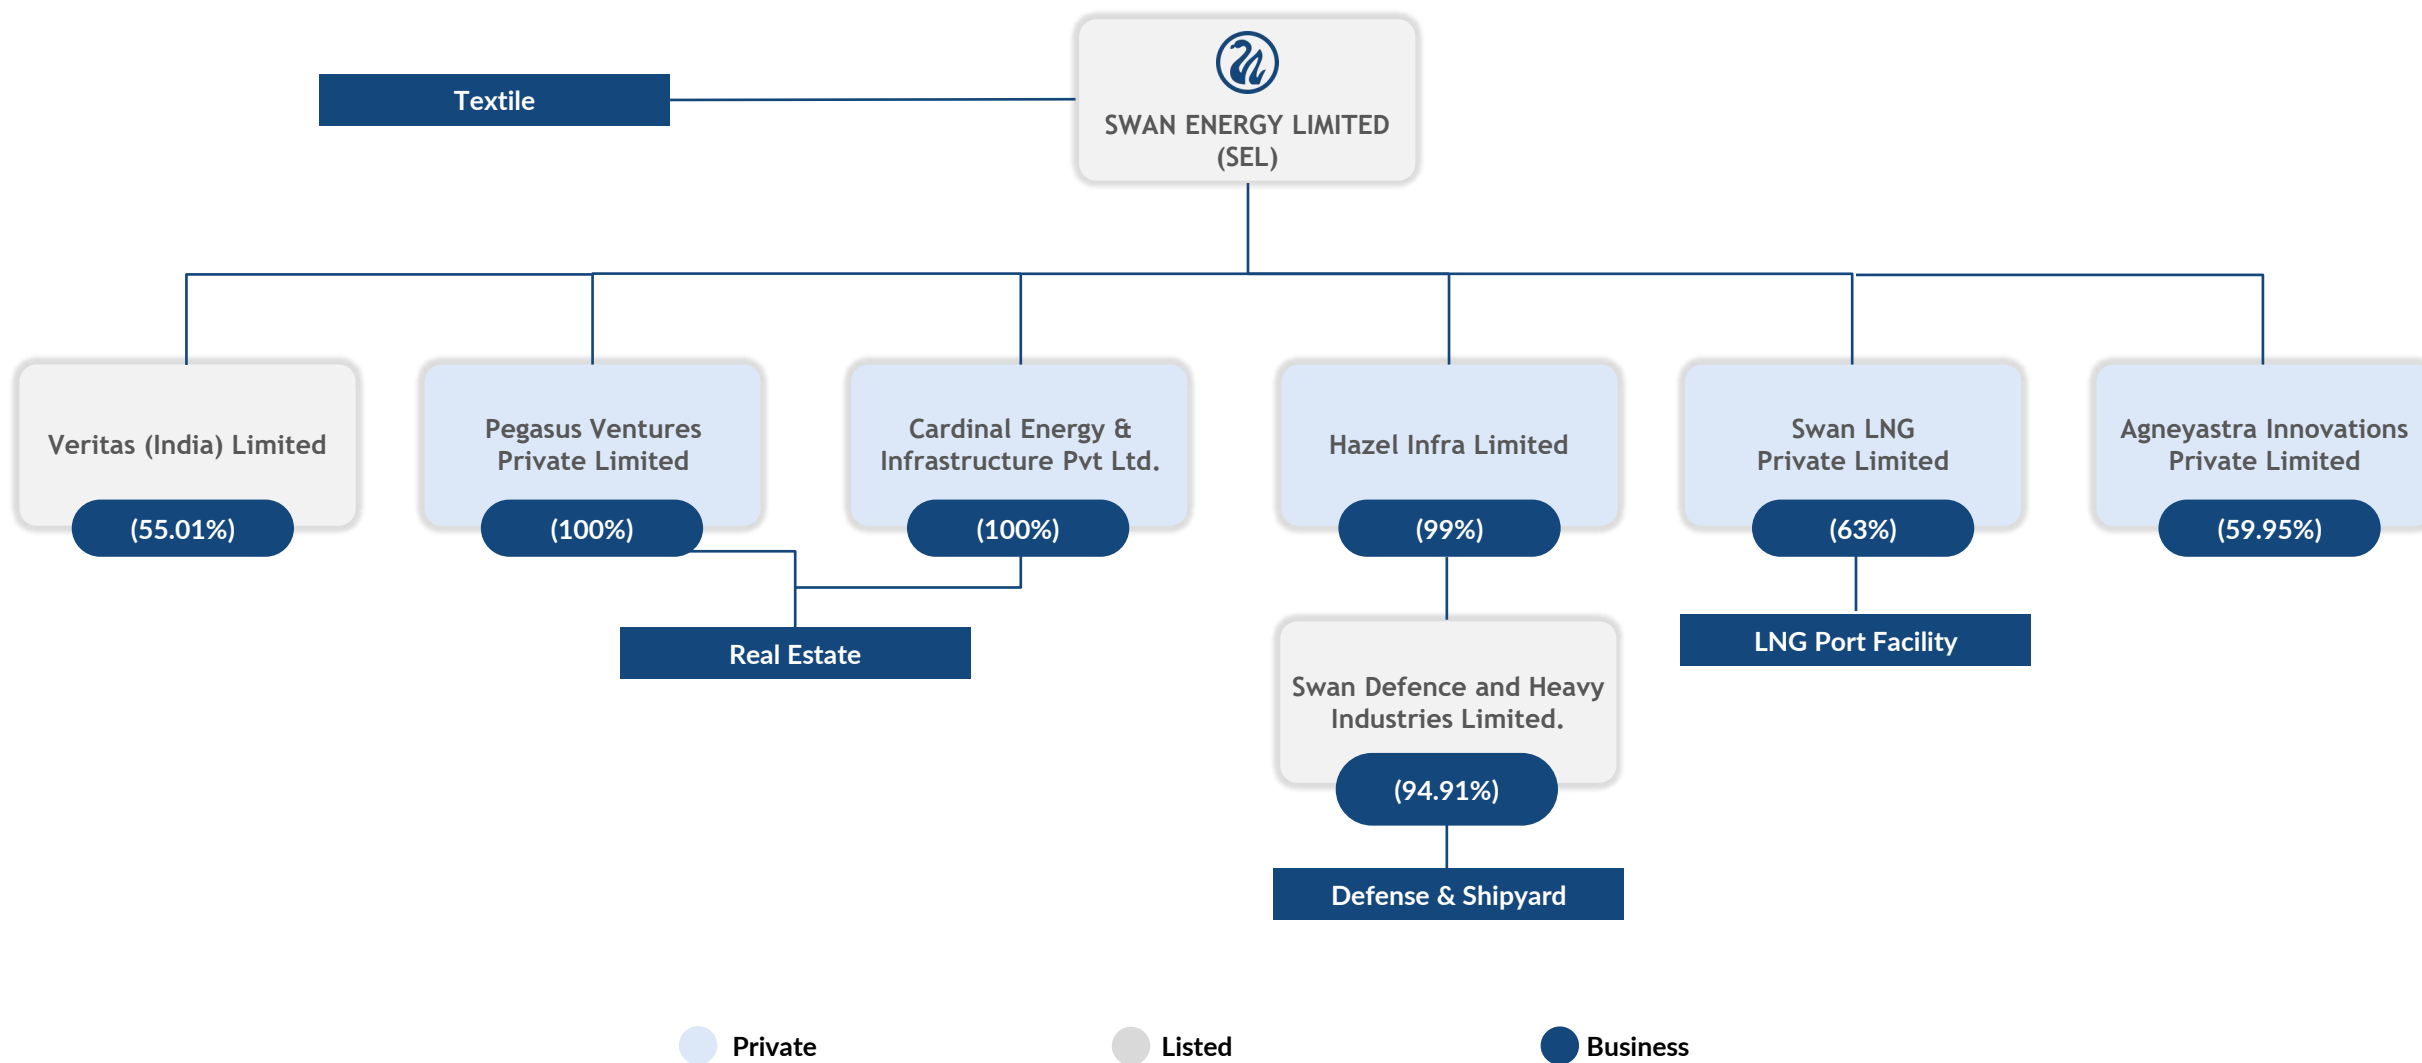 Textile
SWAN ENERGY LIMITED
(SEL)
Veritas (India) Limited
(55.01%)
Pegasus Ventures
Private Limited
(100%)
Cardinal Energy &
Infrastructure Pvt Ltd.
(100%)
Hazel Infra Limited
(99%)
Swan LNG
Private Limited
(63%)
Agneyastra Innovations
Private Limited
(59.95%)
Real Estate
LNG Port Facility
Swan Defence and Heavy
Industries Limited.
(94.91%)
Defense & Shipyard
Private
Listed
Business